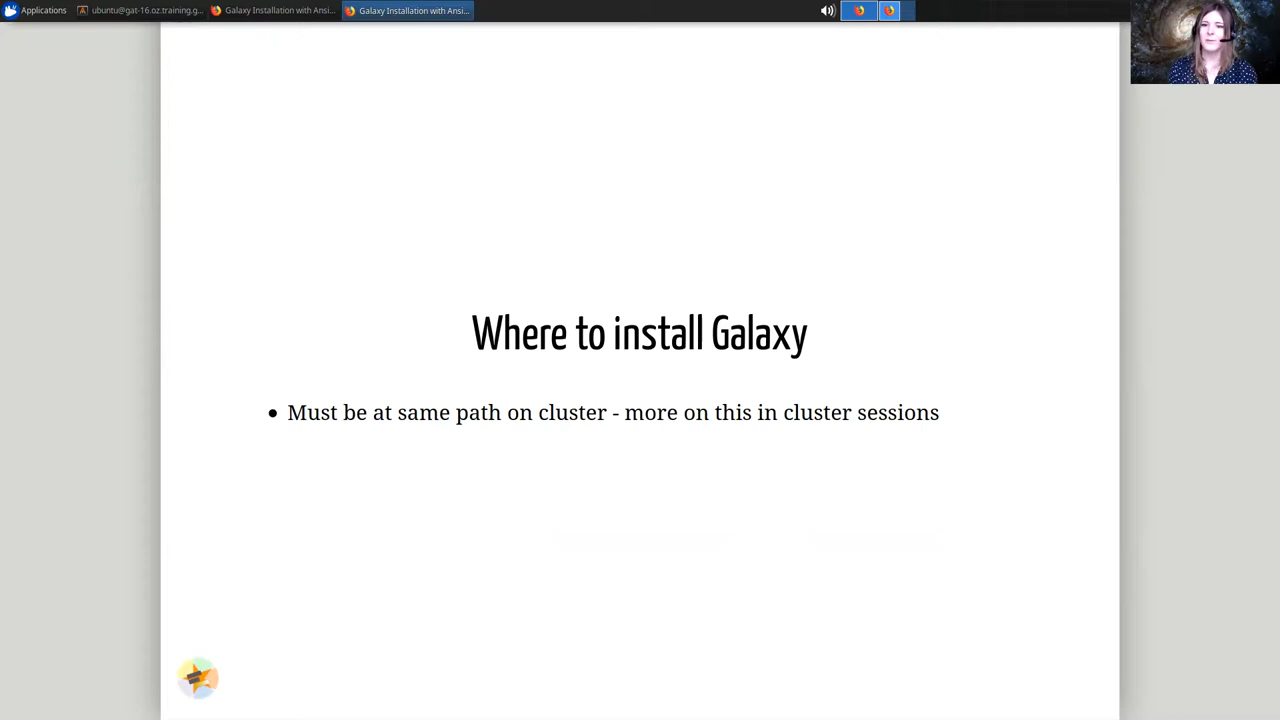 Applications
ubuntu@gat-16.oz.training.g...
Galaxy Installation with Ansi...
Galaxy Installation with Ansi...
Where to install Galaxy
Must be at same path on cluster - more on this in cluster sessions